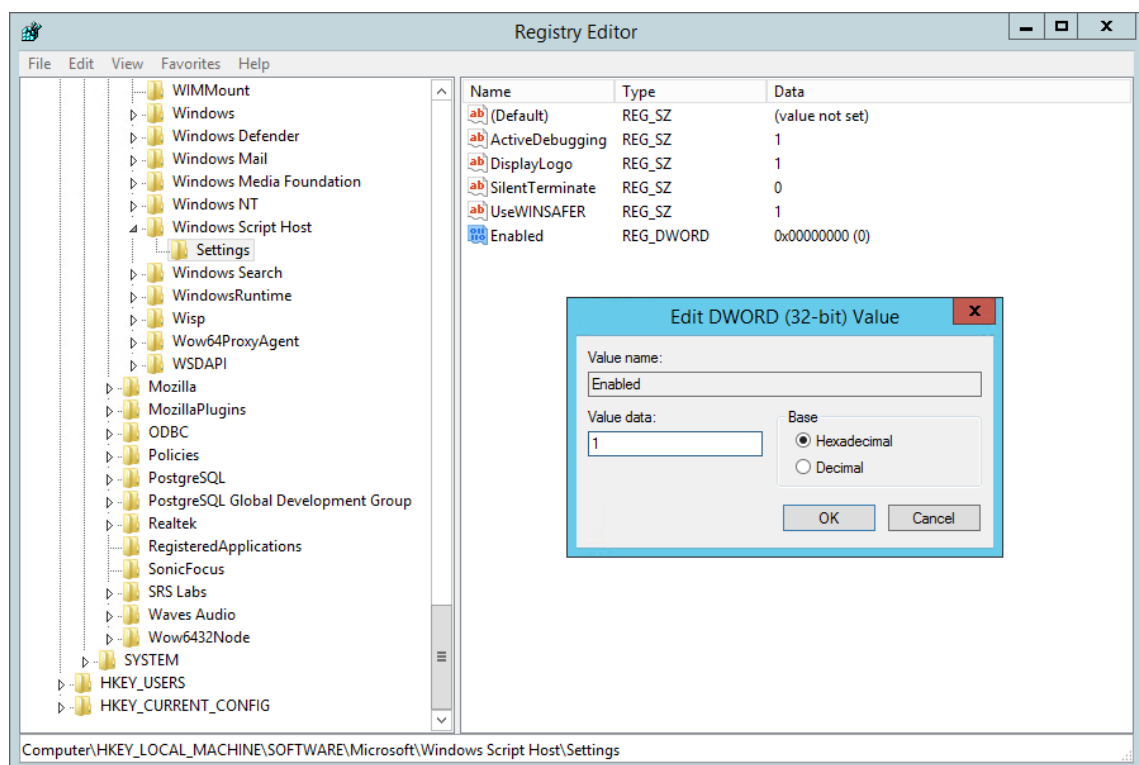 Registry Editor
File Edit View Favorites Help
WIMMount
Windows
Windows Defender
Windows Mail
Windows Media Foundation
Windows NT
Windows Script Host
Settings
Windows Search
WindowsRuntime
Wisp
Wow64ProxyAgent
WSDAPI
Mozilla
MozillaPlugins
ODBC
Policies
PostgreSQL
PostgreSQL Global Development Group
Realtek
RegisteredApplications
SonicFocus
SRS Labs
Waves Audio
Wow6432Node
SYSTEM
HKEY_USERS
HKEY_CURRENT_CONFIG
Name Type Data
(Default) REG_SZ (value not set)
ActiveDebugging REG_SZ 1
DisplayLogo REG_SZ 1
SilentTerminate REG_SZ 0
UseWINSAFER REG_SZ 1
Enabled REG_DWORD 0x00000000 (0)
Edit DWORD (32-bit) Value
Value name:
Enabled
Value data:
1
Base
Hexadecimal
Decimal
OK Cancel
Computer\HKEY_LOCAL_MACHINE\SOFTWARE\Microsoft\Windows Script Host\Settings